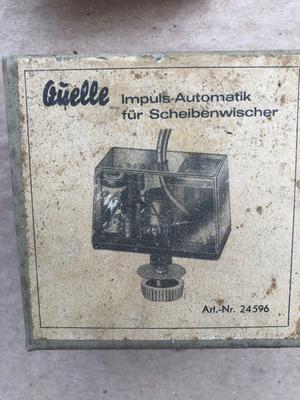 Quelle
Impuls-Automatik
für Scheibenwischer
Art.-Nr. 24596